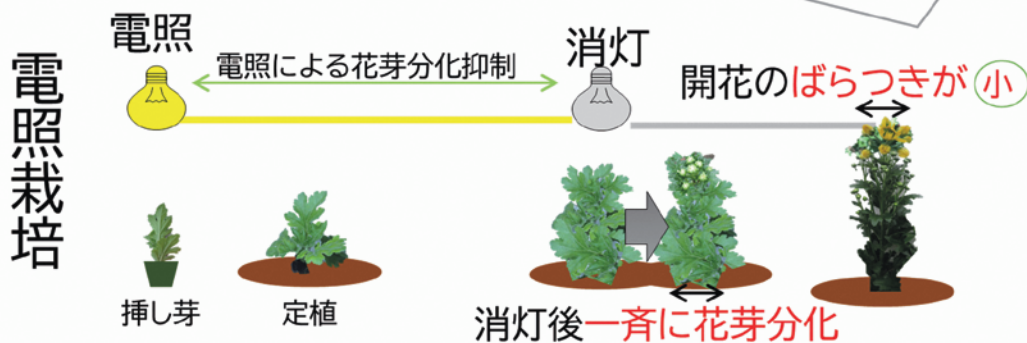 電照栽培
電照
電照による花芽分化抑制
消灯
開花のばらつきが小
挿し芽
定植
消灯後一斉に花芽分化